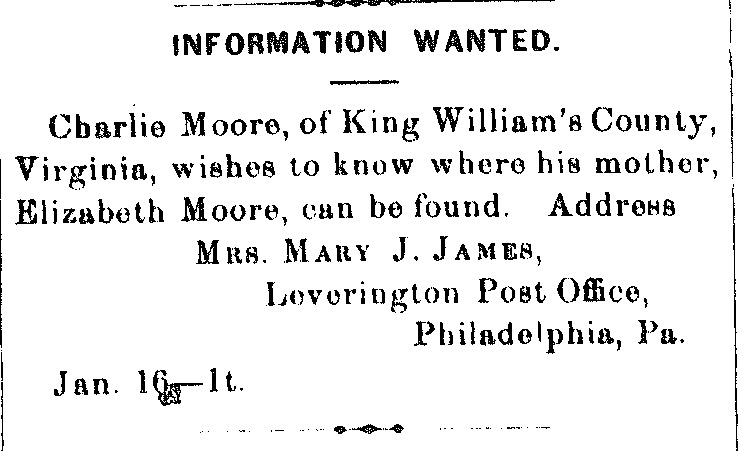 INFORMATION WANTED.
Charlie Moore, of King William's County,
Virginia, wishes to know where his mother,
Elizabeth Moore, can be found. Address
MRS. MARY J. JAMES,
Leverington Post Office,
Philadelphia, Pa.
Jan. 16—1t.